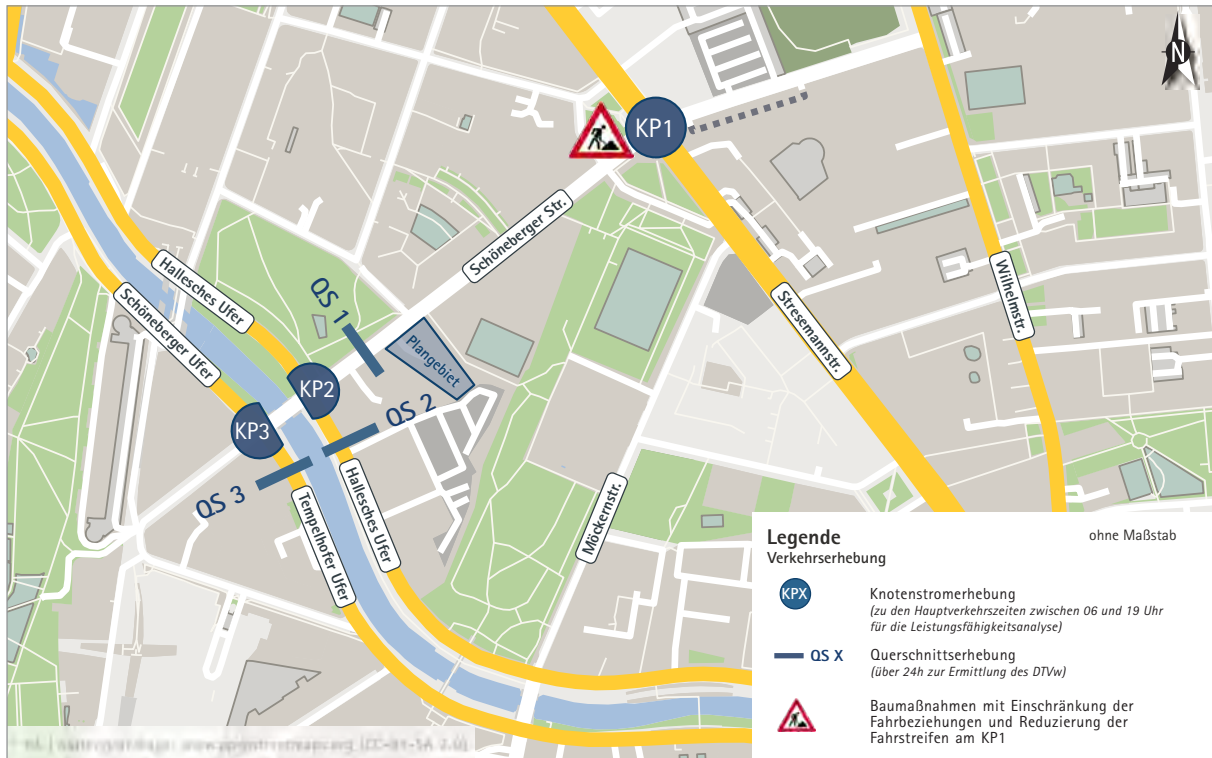 N
KP1
Schöneberger Str.
Hallesches Ufer
Schöneberger Ufer
QS 1
Wilhelmstr.
Stresemannstr.
Plangebiet
KP2
QS 2
KP3
QS 3
Hallesches Ufer
Tempelhofer Ufer
Möckernstr.
Legende
ohne Maßstab
Verkehrserhebung
KPX
Knotenstromerhebung
(zu den Hauptverkehrszeiten zwischen 06 und 19 Uhr
für die Leistungsfähigkeitsanalyse)
QS X
Querschnittserhebung
(über 24h zur Ermittlung des DTVw)
Baumaßnahmen mit Einschränkung der
Fahrbeziehungen und Reduzierung der
Fahrstreifen am KP1